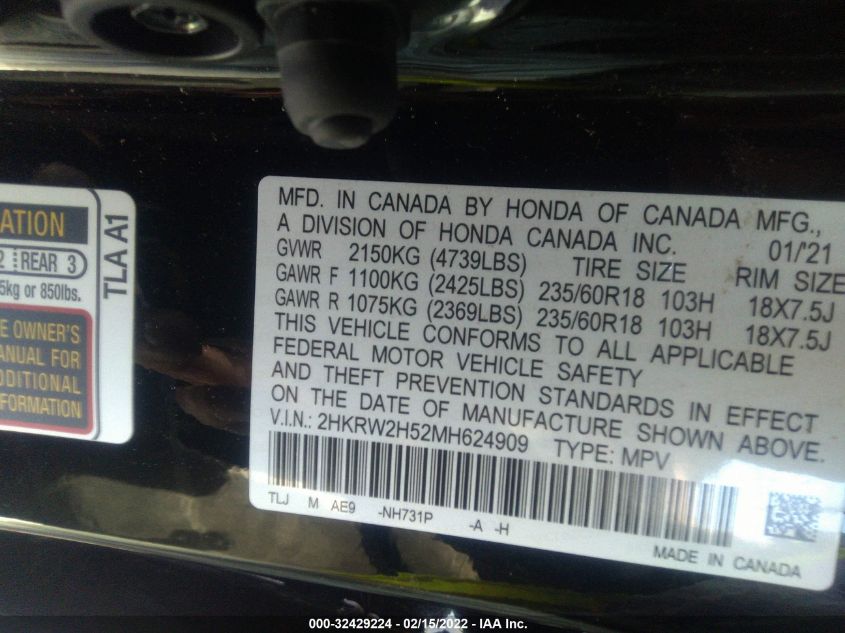 ATION
2 REAR 3
5kg or 850lbs.
E OWNER'S
ANUAL FOR
DDITIONAL
FORMATION
TLA A1
MFD. IN CANADA BY HONDA OF CANADA MFG.,
A DIVISION OF HONDA CANADA INC. 01/'21
GVWR 2150KG (4739LBS) TIRE SIZE RIM SIZE
GAWR F 1100KG (2425LBS) 235/60R18 103H 18X7.5J
GAWR R 1075KG (2369LBS) 235/60R18 103H 18X7.5J
THIS VEHICLE CONFORMS TO ALL APPLICABLE
FEDERAL MOTOR VEHICLE SAFETY
AND THEFT PREVENTION STANDARDS IN EFFECT
ON THE DATE OF MANUFACTURE SHOWN ABOVE.
V.I.N.: 2HKRW2H52MH624909 TYPE: MPV
TLJ M AE9 -NH731P -A -H
MADE IN CANADA
000-32429224 - 02/15/2022 - IAA Inc.